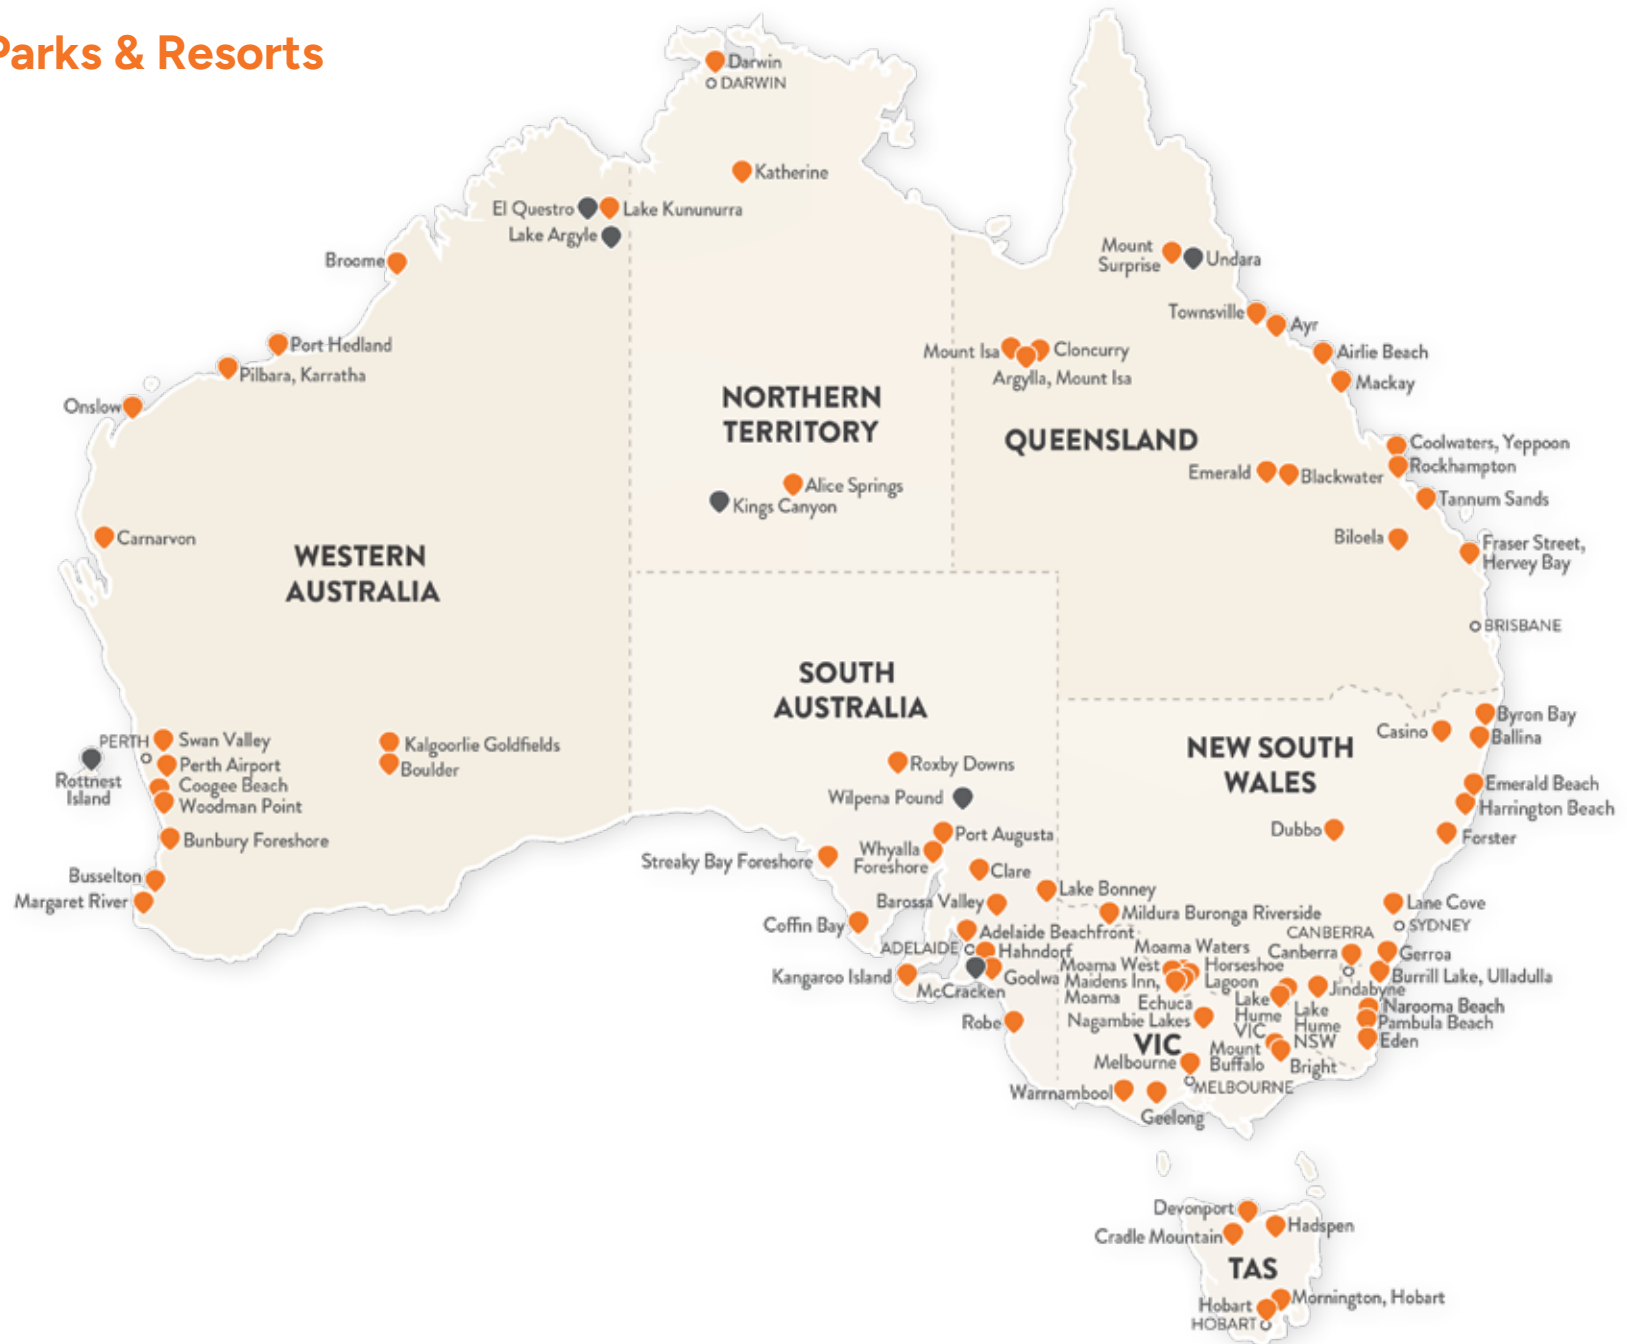 Parks & Resorts
Darwin
DARWIN
Katherine
El Questro
Lake Kununurra
Lake Argyle
Broome
Port Hedland
Pilbara, Karratha
Onslow
Carnarvon
WESTERN
AUSTRALIA
NORTHERN
TERRITORY
Alice Springs
Kings Canyon
Mount
Surprise
Undara
Townsville
Ayr
Airlie Beach
Mackay
Mount Isa
Cloncurry
Argylla, Mount Isa
QUEENSLAND
Coolwaters, Yeppoon
Rockhampton
Emerald
Blackwater
Tannum Sands
Biloela
Fraser Street,
Hervey Bay
BRISBANE
SOUTH
AUSTRALIA
PERTH
Swan Valley
Perth Airport
Rottnest
Island
Coogee Beach
Woodman Point
Bunbury Foreshore
Busselton
Margaret River
Kalgoorlie Goldfields
Boulder
Roxby Downs
Wilpena Pound
Port Augusta
Whyalla
Foreshore
Streaky Bay Foreshore
Clare
Lake Bonney
Barossa Valley
Coffin Bay
Adelaide Beachfront
ADELAIDE
Hahndorf
Goolwa
Kangaroo Island
McCracken
Robe
NEW SOUTH
WALES
Byron Bay
Casino
Ballina
Emerald Beach
Harrington Beach
Dubbo
Forster
Lane Cove
SYDNEY
Mildura Buronga Riverside
CANBERRA
Canberra
Gerroa
Burrill Lake, Ulladulla
Jindabyne
Narooma Beach
Pambula Beach
Eden
Moama Waters
Moama West
Horseshoe
Lagoon
Maidens Inn,
Moama
Echuca
Lake
Hume
VIC
Lake
Hume
NSW
Nagambie Lakes
VIC
Mount
Buffalo
Bright
Melbourne
MELBOURNE
Warrnambool
Geelong
Devonport
Hadspen
Cradle Mountain
TAS
Mornington, Hobart
Hobart
HOBART